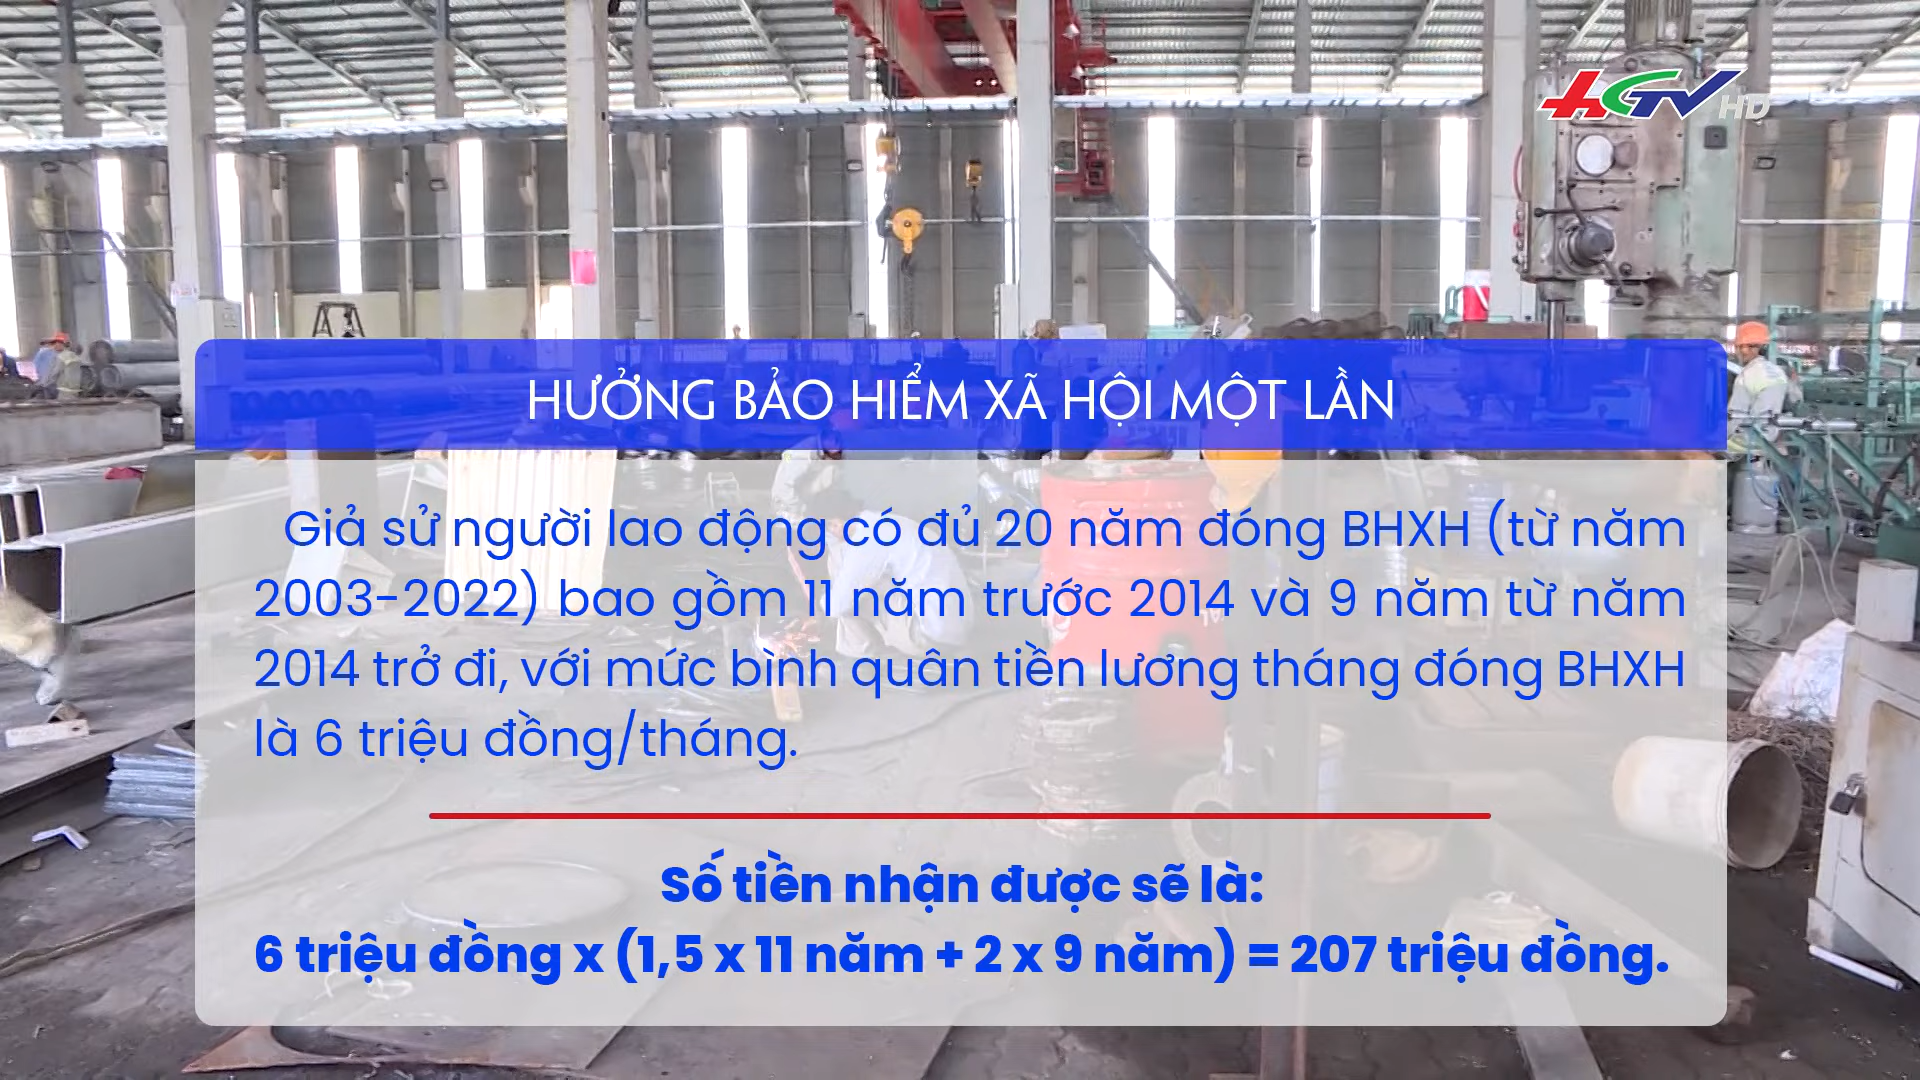 HGTV HD
HƯỞNG BẢO HIỂM XÃ HỘI MỘT LẦN
Giả sử người lao động có đủ 20 năm đóng BHXH (từ năm
2003-2022) bao gồm 11 năm trước 2014 và 9 năm từ năm
2014 trở đi, với mức bình quân tiền lương tháng đóng BHXH
là 6 triệu đồng/tháng.
Số tiền nhận được sẽ là:
6 triệu đồng x (1,5 x 11 năm + 2 x 9 năm) = 207 triệu đồng.